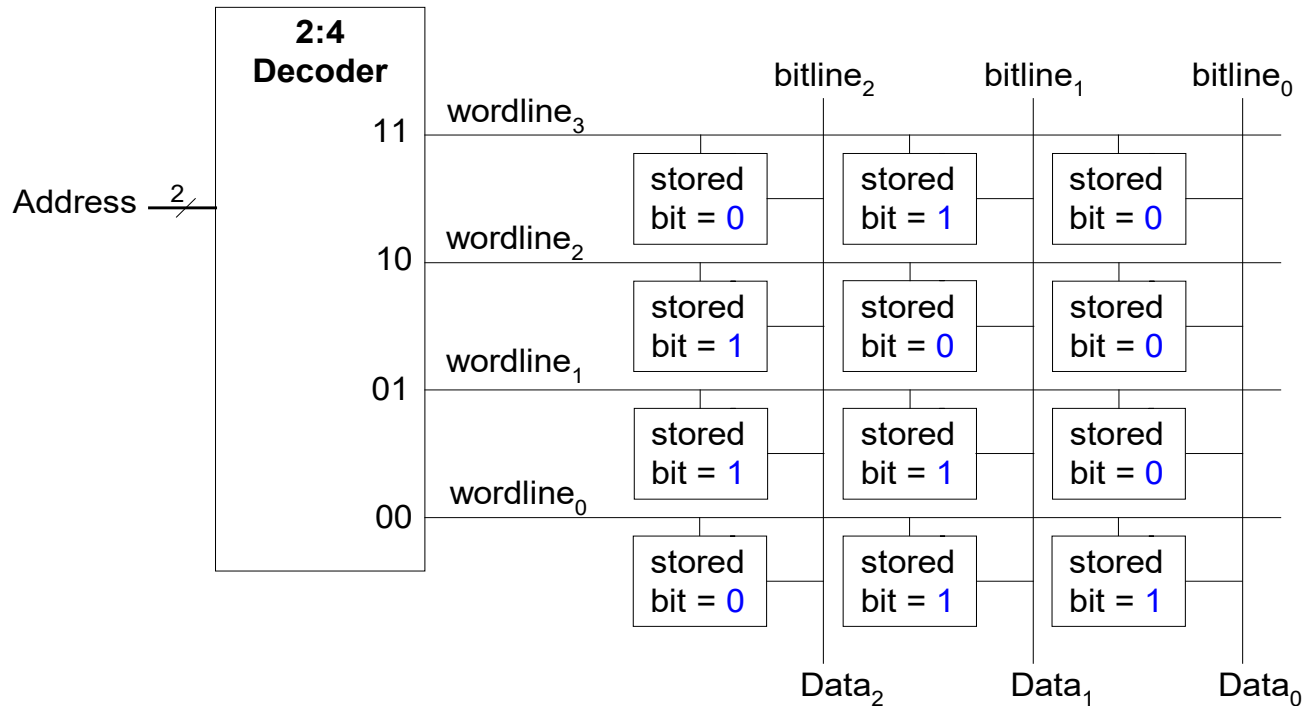 2:4
Decoder
bitline₂ bitline₁ bitline₀
wordline₃
11
stored stored stored
bit = 0 bit = 1 bit = 0
Address 2
wordline₂
10
stored stored stored
bit = 1 bit = 0 bit = 0
wordline₁
01
stored stored stored
bit = 1 bit = 1 bit = 0
wordline₀
00
stored stored stored
bit = 0 bit = 1 bit = 1
Data₂ Data₁ Data₀